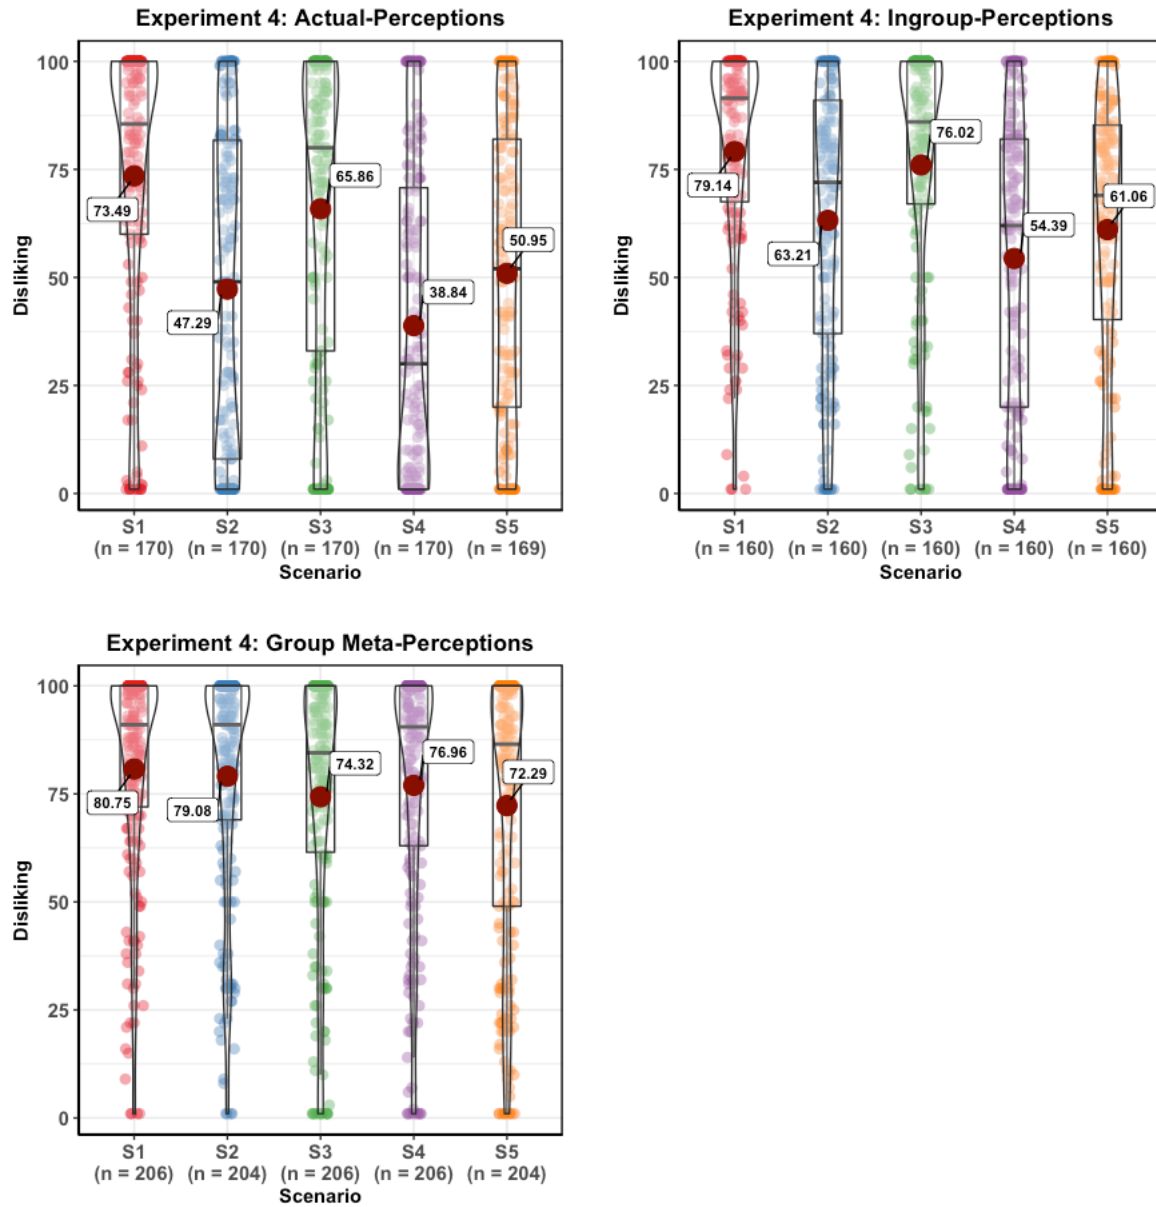 Experiment 4: Actual-Perceptions
Disliking
100
75
50
25
0
73.49
47.29
65.86
38.84
50.95
S1 S2 S3 S4 S5
(n = 170) (n = 170) (n = 170) (n = 170) (n = 169)
Scenario
Experiment 4: Ingroup-Perceptions
Disliking
100
75
50
25
0
79.14
63.21
76.02
54.39
61.06
S1 S2 S3 S4 S5
(n = 160) (n = 160) (n = 160) (n = 160) (n = 160)
Scenario
Experiment 4: Group Meta-Perceptions
Disliking
100
75
50
25
0
80.75
79.08
74.32
76.96
72.29
S1 S2 S3 S4 S5
(n = 206) (n = 204) (n = 206) (n = 206) (n = 204)
Scenario